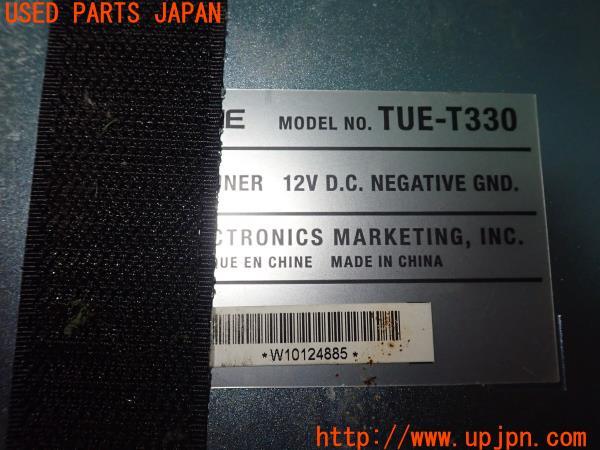 USED PARTS JAPAN
E MODEL NO. TUE-T330
NER 12V D.C. NEGATIVE GND.
CTRONICS MARKETING, INC.
QUE EN CHINE MADE IN CHINA
*W10124885*
http://www.upjpn.com